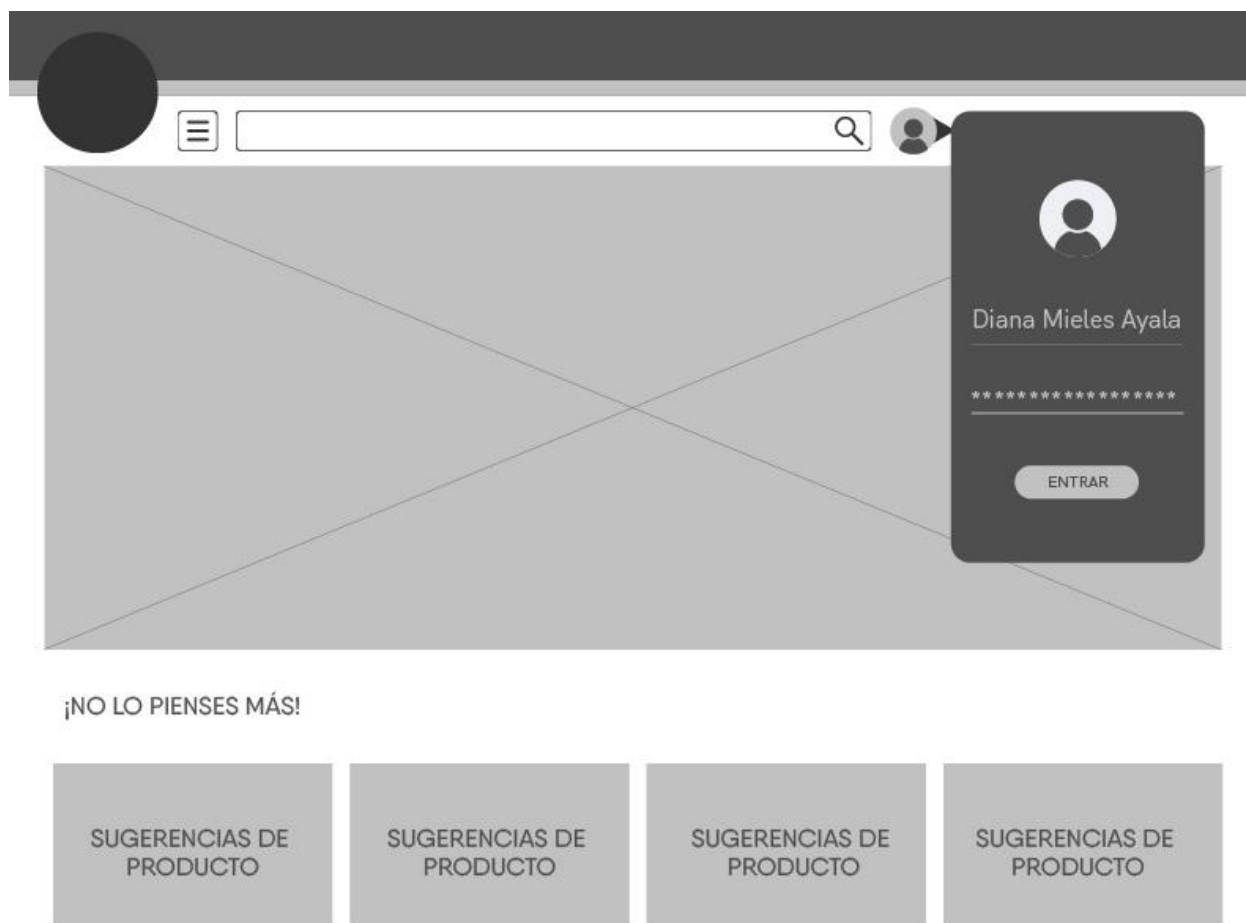 Diana Mieles Ayala
******************
ENTRAR
¡NO LO PIENSES MÁS!
SUGERENCIAS DE
PRODUCTO
SUGERENCIAS DE
PRODUCTO
SUGERENCIAS DE
PRODUCTO
SUGERENCIAS DE
PRODUCTO